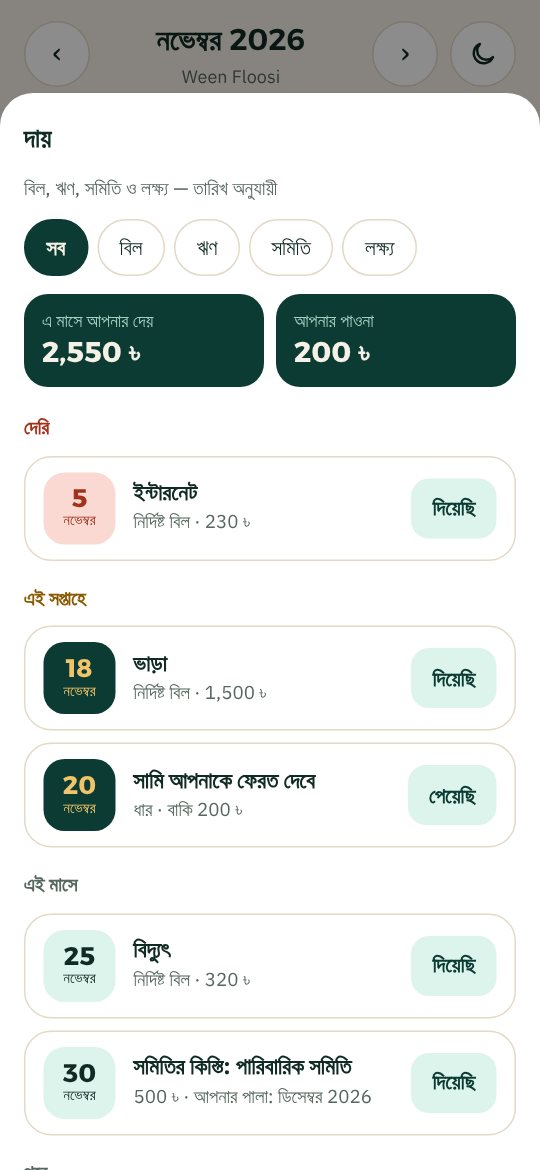 ‹
নভেম্বর 2026
›
Ween Floosi
দায়
বিল, ঋণ, সমিতি ও লক্ষ্য — তারিখ অনুযায়ী
সব
বিল
ঋণ
সমিতি
লক্ষ্য
এ মাসে আপনার দেয়
2,550 ৳
আপনার পাওনা
200 ৳
দেরি
5
নভেম্বর
ইন্টারনেট
নির্দিষ্ট বিল · 230 ৳
দিয়েছি
এই সপ্তাহে
18
নভেম্বর
ভাড়া
নির্দিষ্ট বিল · 1,500 ৳
দিয়েছি
20
নভেম্বর
সামি আপনাকে ফেরত দেবে
ধার · বাকি 200 ৳
পেয়েছি
এই মাসে
25
নভেম্বর
বিদ্যুৎ
নির্দিষ্ট বিল · 320 ৳
দিয়েছি
30
নভেম্বর
সমিতির কিস্তি: পারিবারিক সমিতি
500 ৳ · আপনার পালা: ডিসেম্বর 2026
দিয়েছি